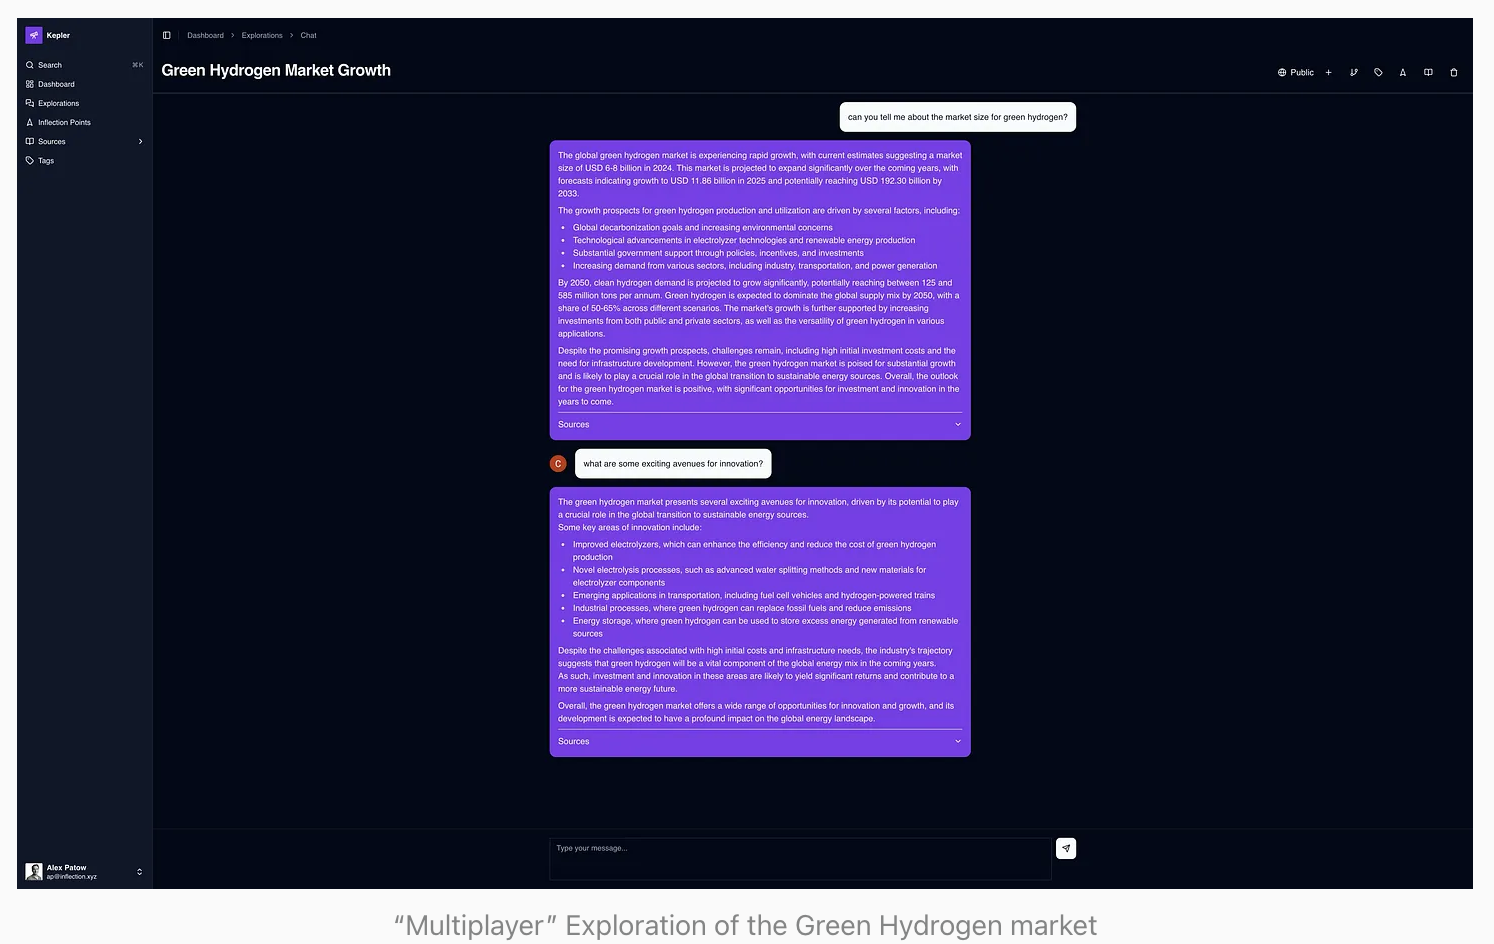 Kepler
Search ⌘K
Dashboard
Explorations
Inflection Points
Sources
Tags
Dashboard > Explorations > Chat
Green Hydrogen Market Growth
Public
can you tell me about the market size for green hydrogen?
The global green hydrogen market is experiencing rapid growth, with current estimates suggesting a market
size of USD 6-8 billion in 2024. This market is projected to expand significantly over the coming years, with
forecasts indicating growth to USD 11.86 billion in 2025 and potentially reaching USD 192.30 billion by
2033.
The growth prospects for green hydrogen production and utilization are driven by several factors, including:
• Global decarbonization goals and increasing environmental concerns
• Technological advancements in electrolyzer technologies and renewable energy production
• Substantial government support through policies, incentives, and investments
• Increasing demand from various sectors, including industry, transportation, and power generation
By 2050, clean hydrogen demand is projected to grow significantly, potentially reaching between 125 and
585 million tons per annum. Green hydrogen is expected to dominate the global supply mix by 2050, with a
share of 50-65% across different scenarios. The market's growth is further supported by increasing
investments from both public and private sectors, as well as the versatility of green hydrogen in various
applications.
Despite the promising growth prospects, challenges remain, including high initial investment costs and the
need for infrastructure development. However, the green hydrogen market is poised for substantial growth
and is likely to play a crucial role in the global transition to sustainable energy sources. Overall, the outlook
for the green hydrogen market is positive, with significant opportunities for investment and innovation in the
years to come.
Sources
C
what are some exciting avenues for innovation?
The green hydrogen market presents several exciting avenues for innovation, driven by its potential to play
a crucial role in the global transition to sustainable energy sources.
Some key areas of innovation include:
• Improved electrolyzers, which can enhance the efficiency and reduce the cost of green hydrogen
production
• Novel electrolysis processes, such as advanced water splitting methods and new materials for
electrolyzer components
• Emerging applications in transportation, including fuel cell vehicles and hydrogen-powered trains
• Industrial processes, where green hydrogen can replace fossil fuels and reduce emissions
• Energy storage, where green hydrogen can be used to store excess energy generated from renewable
sources
Despite the challenges associated with high initial costs and infrastructure needs, the industry's trajectory
suggests that green hydrogen will be a vital component of the global energy mix in the coming years.
As such, investment and innovation in these areas are likely to yield significant returns and contribute to a
more sustainable energy future.
Overall, the green hydrogen market offers a wide range of opportunities for innovation and growth, and its
development is expected to have a profound impact on the global energy landscape.
Sources
Type your message...
Alex Patow
ap@inflection.xyz
“Multiplayer” Exploration of the Green Hydrogen market